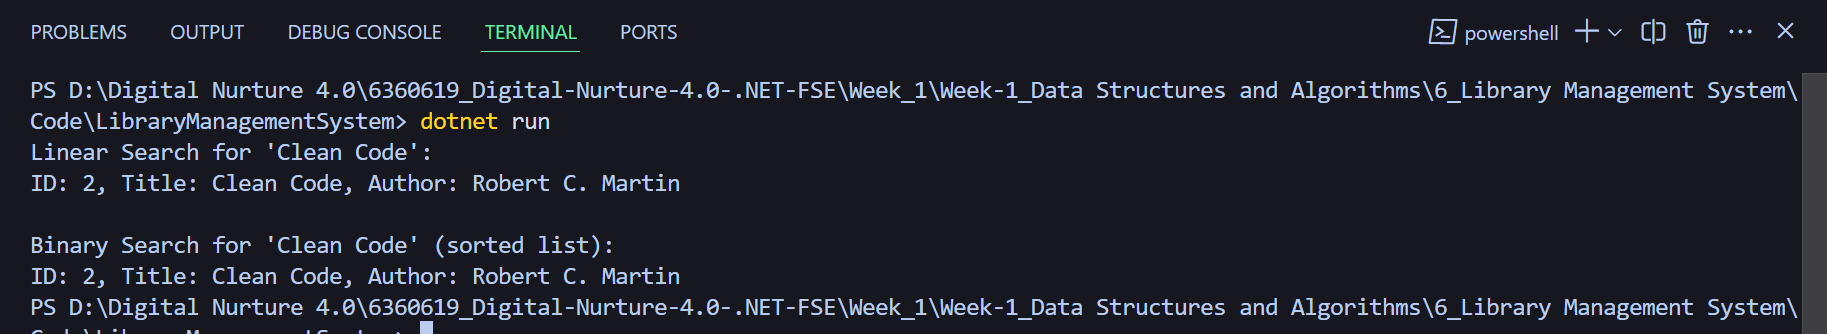 PROBLEMS OUTPUT DEBUG CONSOLE TERMINAL PORTS powershell
PS D:\Digital Nurture 4.0\6360619_Digital-Nurture-4.0-.NET-FSE\Week_1\Week-1_Data Structures and Algorithms\6_Library Management System\
Code\LibraryManagementSystem> dotnet run
Linear Search for 'Clean Code':
ID: 2, Title: Clean Code, Author: Robert C. Martin
Binary Search for 'Clean Code' (sorted list):
ID: 2, Title: Clean Code, Author: Robert C. Martin
PS D:\Digital Nurture 4.0\6360619_Digital-Nurture-4.0-.NET-FSE\Week_1\Week-1_Data Structures and Algorithms\6_Library Management System\
Code\LibraryManagementSystem>